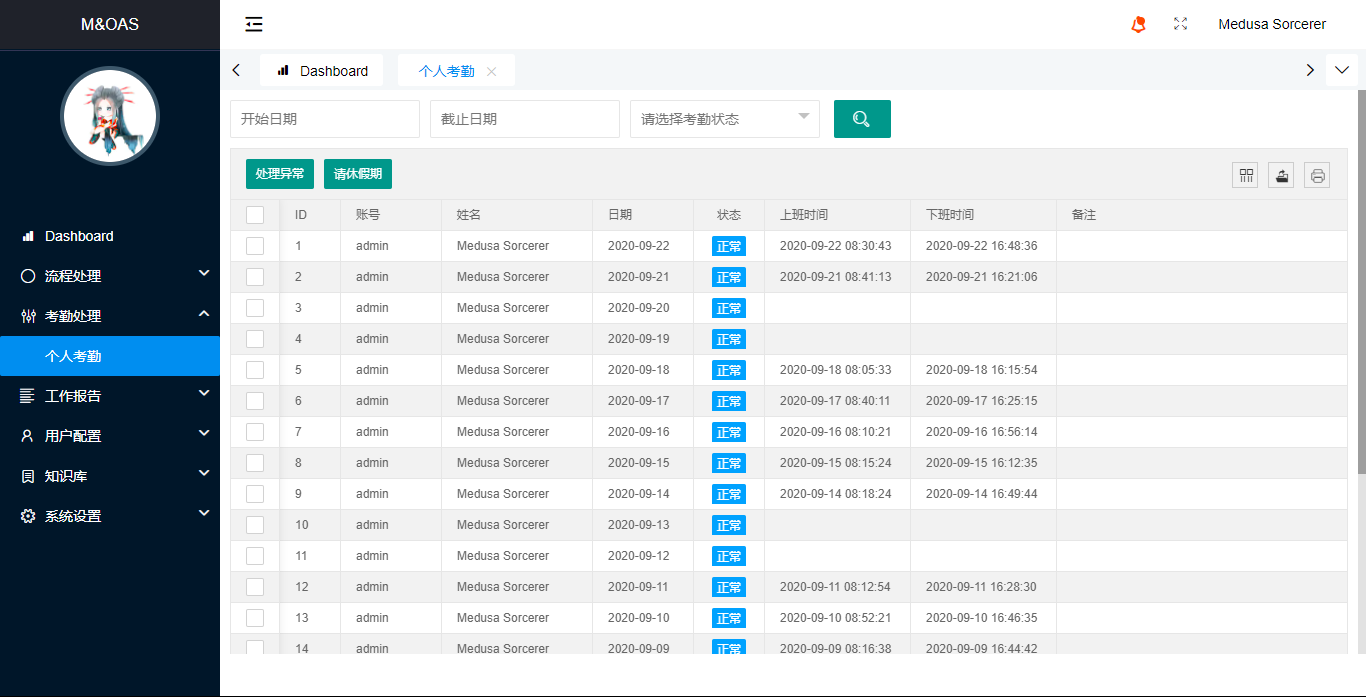 M&OAS
Medusa Sorcerer
Dashboard
个人考勤
开始日期 截止日期 请选择考勤状态
处理异常 请休假期
Dashboard
流程处理
考勤处理
个人考勤
工作报告
用户配置
知识库
系统设置
ID 账号 姓名 日期 状态 上班时间 下班时间 备注
1 admin Medusa Sorcerer 2020-09-22 正常 2020-09-22 08:30:43 2020-09-22 16:48:36
2 admin Medusa Sorcerer 2020-09-21 正常 2020-09-21 08:41:13 2020-09-21 16:21:06
3 admin Medusa Sorcerer 2020-09-20 正常
4 admin Medusa Sorcerer 2020-09-19 正常
5 admin Medusa Sorcerer 2020-09-18 正常 2020-09-18 08:05:33 2020-09-18 16:15:54
6 admin Medusa Sorcerer 2020-09-17 正常 2020-09-17 08:40:11 2020-09-17 16:25:15
7 admin Medusa Sorcerer 2020-09-16 正常 2020-09-16 08:10:21 2020-09-16 16:56:14
8 admin Medusa Sorcerer 2020-09-15 正常 2020-09-15 08:15:24 2020-09-15 16:12:35
9 admin Medusa Sorcerer 2020-09-14 正常 2020-09-14 08:18:24 2020-09-14 16:49:44
10 admin Medusa Sorcerer 2020-09-13 正常
11 admin Medusa Sorcerer 2020-09-12 正常
12 admin Medusa Sorcerer 2020-09-11 正常 2020-09-11 08:12:54 2020-09-11 16:28:30
13 admin Medusa Sorcerer 2020-09-10 正常 2020-09-10 08:52:21 2020-09-10 16:46:35
14 admin Medusa Sorcerer 2020-09-09 正常 2020-09-09 08:16:38 2020-09-09 16:44:42